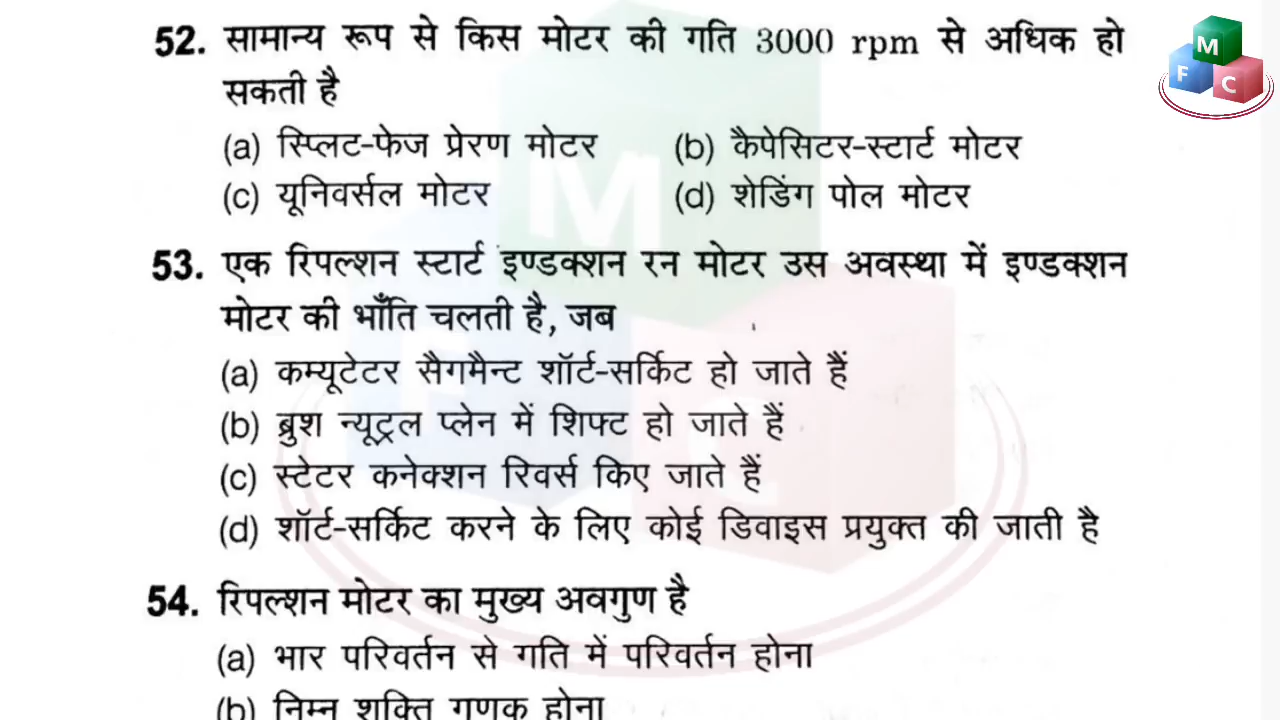 M
F C
52. सामान्य रूप से किस मोटर की गति 3000 rpm से अधिक हो
सकती है
(a) स्प्लिट-फेज प्रेरण मोटर (b) कैपेसिटर-स्टार्ट मोटर
(c) यूनिवर्सल मोटर (d) शेडिंग पोल मोटर
53. एक रिपल्शन स्टार्ट इण्डक्शन रन मोटर उस अवस्था में इण्डक्शन
मोटर की भाँति चलती है, जब
(a) कम्यूटेटर सैगमैन्ट शॉर्ट-सर्किट हो जाते हैं
(b) ब्रुश न्यूट्रल प्लेन में शिफ्ट हो जाते हैं
(c) स्टेटर कनेक्शन रिवर्स किए जाते हैं
(d) शॉर्ट-सर्किट करने के लिए कोई डिवाइस प्रयुक्त की जाती है
54. रिपल्शन मोटर का मुख्य अवगुण है
(a) भार परिवर्तन से गति में परिवर्तन होना
(b) निम्न शक्ति गुणक होना